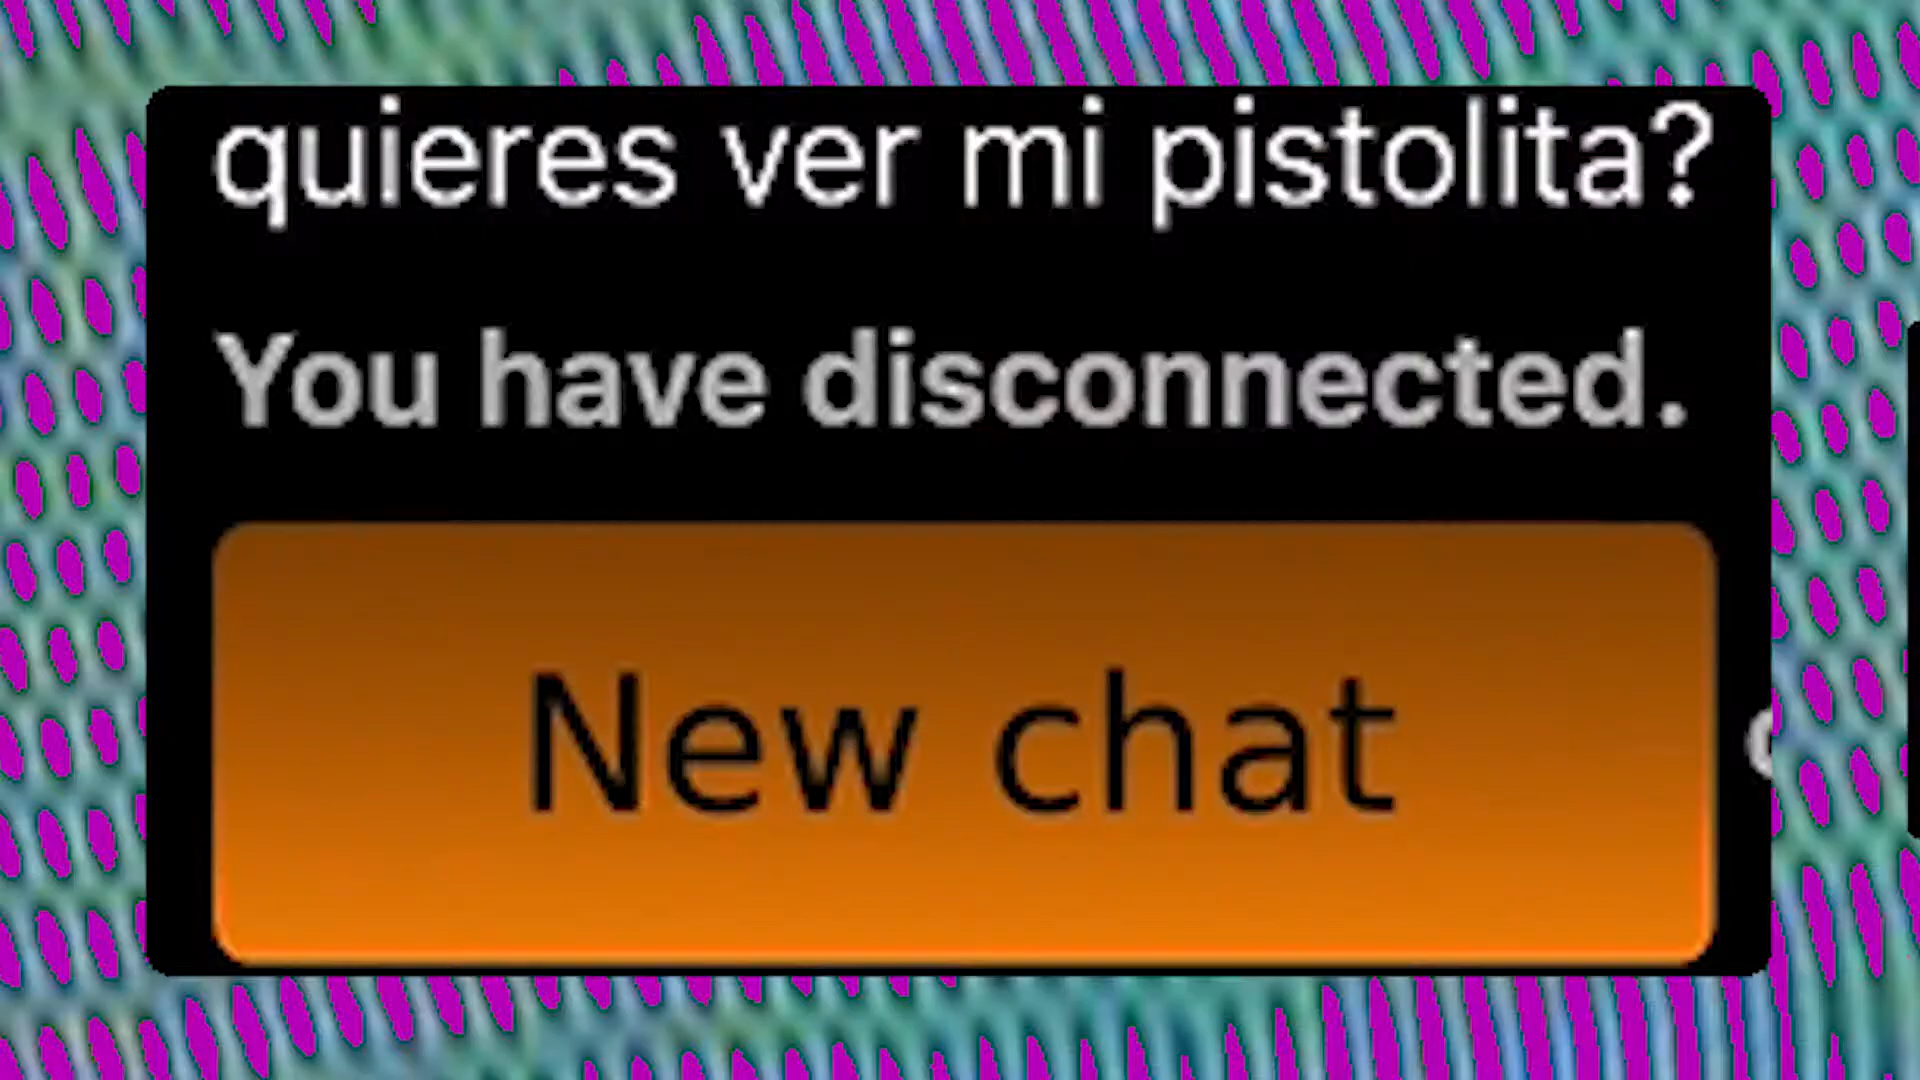 quieres ver mi pistolita?
You have disconnected.
New chat